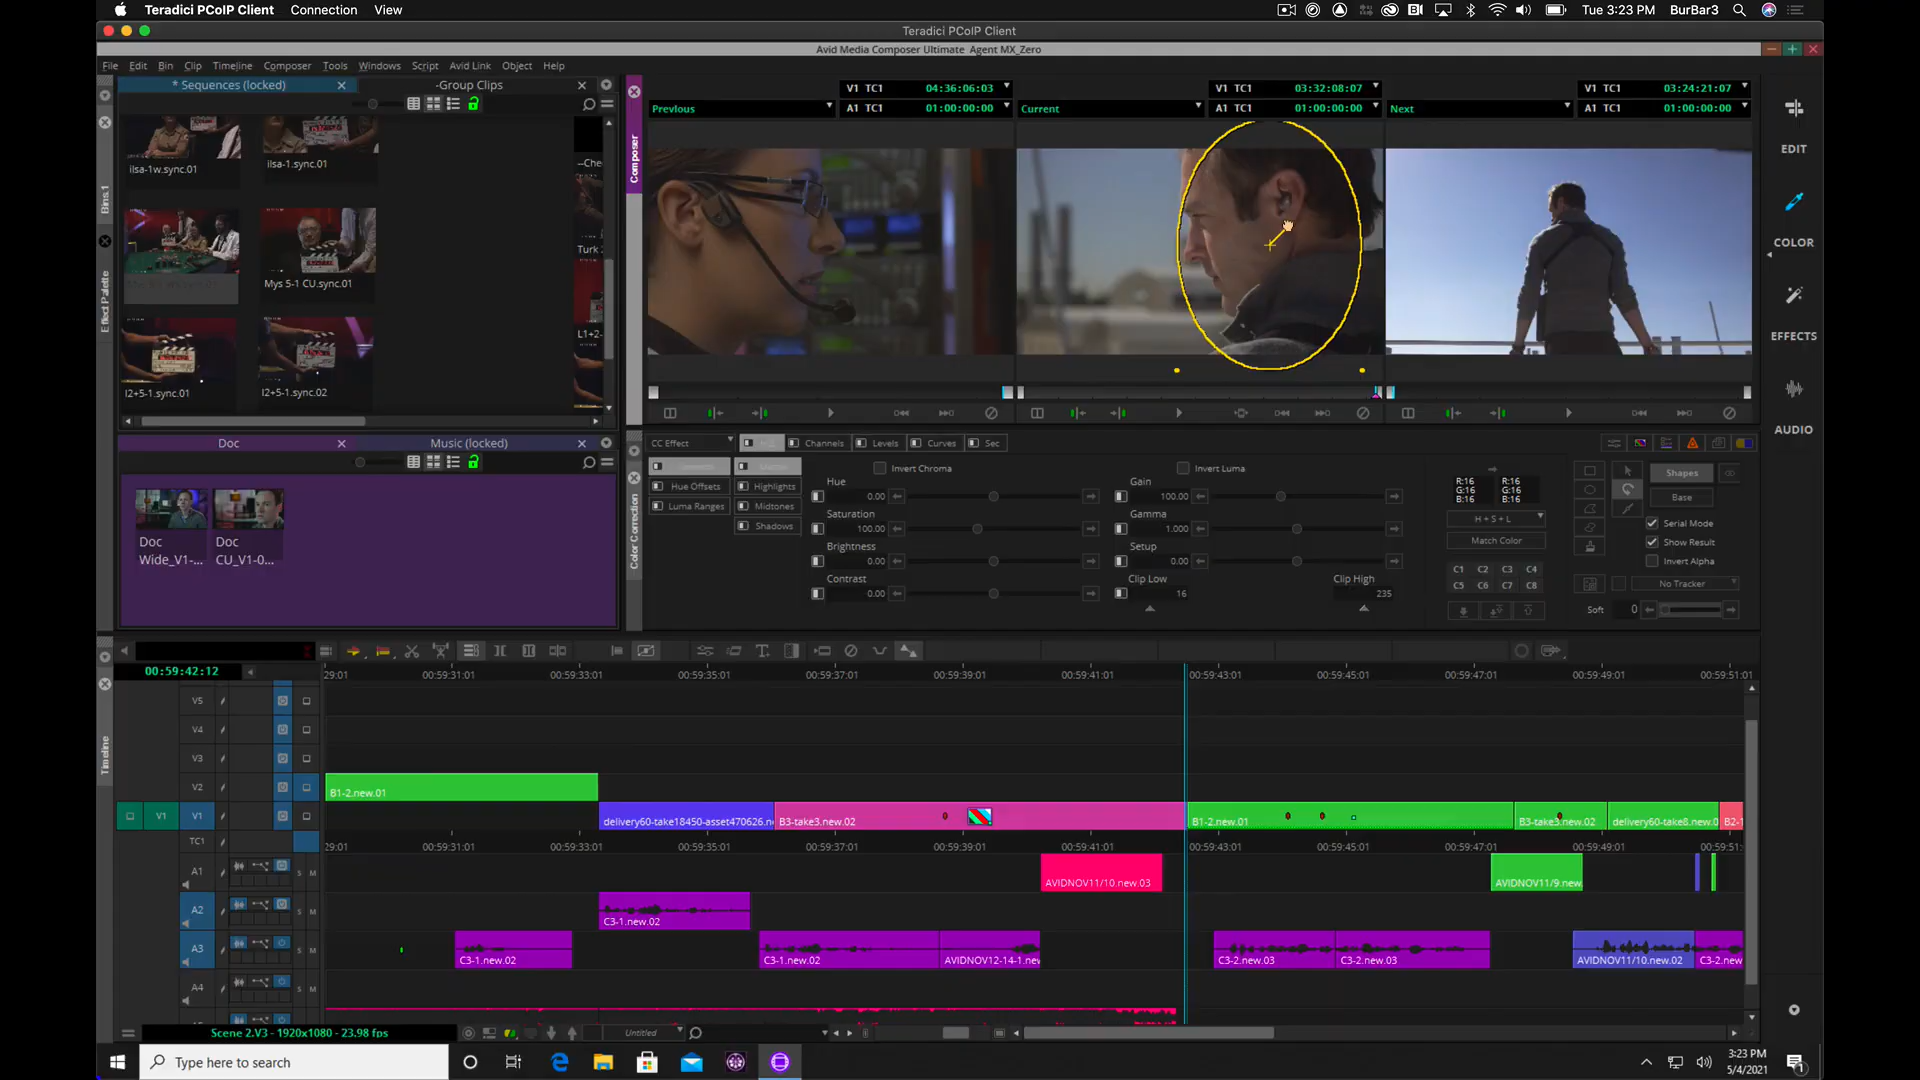 Teradici PCoIP Client Connection View
Tue 3:23 PM BurBar3
Teradici PCoIP Client
Avid Media Composer Ultimate Agent MX_Zero
File Edit Bin Clip Timeline Composer Tools Windows Script Avid Link Object Help
* Sequences (locked)
-Group Clips
V1 TC1 04:36:06:03
V1 TC1 03:32:08:07
V1 TC1 03:24:21:07
Previous
A1 TC1 01:00:00:00
Current
A1 TC1 01:00:00:00
Next
A1 TC1 01:00:00:00
Bins.1
Effect Palette
Composer
EDIT
COLOR
EFFECTS
AUDIO
ilsa-1w.sync.01
ilsa-1.sync.01
--Che
Turk
Mys 5-1 CU.sync.01
L1+2-
I2+5-1.sync.01
I2+5-1.sync.02
Doc
Music (locked)
Doc
Wide_V1-...
Doc
CU_V1-0...
Color Correction
CC Effect
Channels Levels Curves Sec
Hue Offsets
Luma Ranges
Highlights
Midtones
Shadows
Invert Chroma
Hue
0.00
Saturation
100.00
Brightness
0.00
Contrast
0.00
Invert Luma
Gain
100.00
Gamma
1.000
Setup
0.00
Clip Low
16
Clip High
235
R:16
G:16
B:16
R:16
G:16
B:16
H + S + L
Match Color
C1 C2 C3 C4
C5 C6 C7 C8
Shapes
Base
Serial Mode
Show Result
Invert Alpha
No Tracker
Soft 0
Timeline
00:59:42:12
29:01 00:59:31:01 00:59:33:01 00:59:35:01 00:59:37:01 00:59:39:01 00:59:41:01 00:59:43:01 00:59:45:01 00:59:47:01 00:59:49:01 00:59:51:01
V5
V4
V3
V2
B1-2.new.01
V1 V1
delivery60-take18450-asset470626.n
B3-take3.new.02
B1-2.new.01
B3-take3.new.02
delivery60-take8.new.0
B2-1
TC1
29:01 00:59:31:01 00:59:33:01 00:59:35:01 00:59:37:01 00:59:39:01 00:59:41:01 00:59:43:01 00:59:45:01 00:59:47:01 00:59:49:01 00:59:51:01
A1 S M
AVIDNOV11/10.new.03
AVIDNOV11/9.new.
A2 S M
C3-1.new.02
A3 S M
C3-1.new.02
C3-1.new.02
AVIDNOV12-14-1.new
C3-2.new.03
C3-2.new.03
AVIDNOV11/10.new.02
C3-2.new
A4 S M
Scene 2.V3 - 1920x1080 - 23.98 fps
Untitled
Type here to search
3:23 PM
5/4/2021